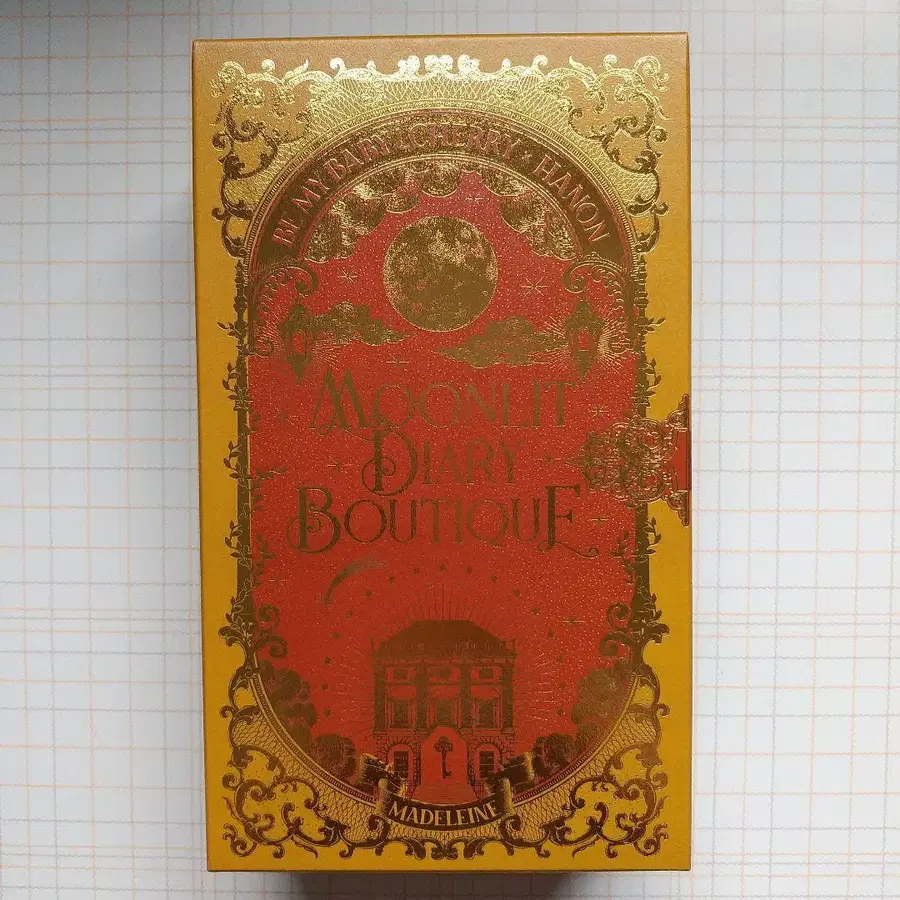 BE MY BABY CHERRY · HANON
MOONLIT
DIARY
BOUTIQUE
MADELEINE